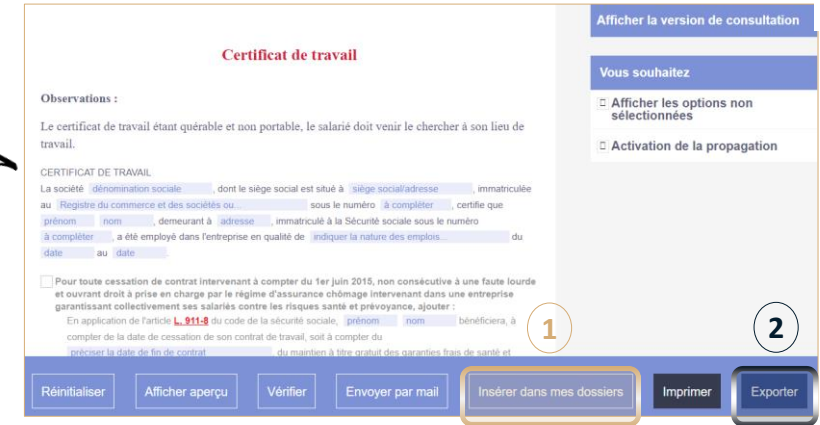 Certificat de travail
Observations :
Le certificat de travail étant quérable et non portable, le salarié doit venir le chercher à son lieu de
travail.
CERTIFICAT DE TRAVAIL
La société dénomination sociale , dont le siège social est situé à siège social/adresse , immatriculée
au Registre du commerce et des sociétés ou... sous le numéro à compléter , certifie que
prénom nom , demeurant à adresse , immatriculé à la Sécurité sociale sous le numéro
à compléter , a été employé dans l'entreprise en qualité de indiquer la nature des emplois... du
date au date .
Pour toute cessation de contrat intervenant à compter du 1er juin 2015, non consécutive à une faute lourde
et ouvrant droit à prise en charge par le régime d'assurance chômage intervenant dans une entreprise
garantissant collectivement ses salariés contre les risques santé et prévoyance, ajouter :
En application de l'article L. 911-8 du code de la sécurité sociale, prénom nom bénéficiera, à
compter de la date de cessation de son contrat de travail, soit à compter du
préciser la date de fin de contrat , du maintien à titre gratuit des garanties frais de santé et
Afficher la version de consultation
Vous souhaitez
Afficher les options non
sélectionnées
Activation de la propagation
1
2
Réinitialiser Afficher aperçu Vérifier Envoyer par mail Insérer dans mes dossiers Imprimer Exporter